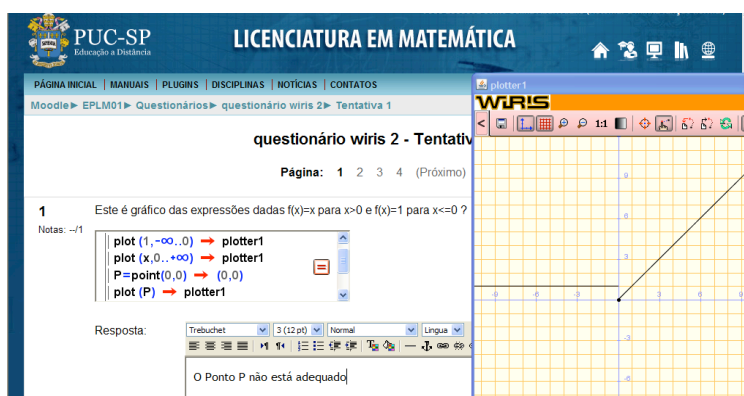 PUC-SP
Educação a Distância
LICENCIATURA EM MATEMÁTICA
PÁGINA INICIAL | MANUAIS | PLUGINS | DISCIPLINAS | NOTÍCIAS | CONTATOS
Moodle► EPLM01► Questionários► questionário wiris 2► Tentativa 1
questionário wiris 2 - Tentativ
Página: 1 2 3 4 (Próximo)
1
Notas: --/1
Este é gráfico das expressões dadas f(x)=x para x>0 e f(x)=1 para x<=0 ?
plot (1,-∞..0) → plotter1
plot (x,0..+∞) → plotter1
P=point(0,0) → (0,0)
plot (P) → plotter1
=
Resposta:
Trebuchet 3 (12 pt) Normal Lingua
O Ponto P não está adequado
plotter1
WIRIS
< 1:1
9
6
3
-9 -6 -3 0 3 6 9
-3
-6